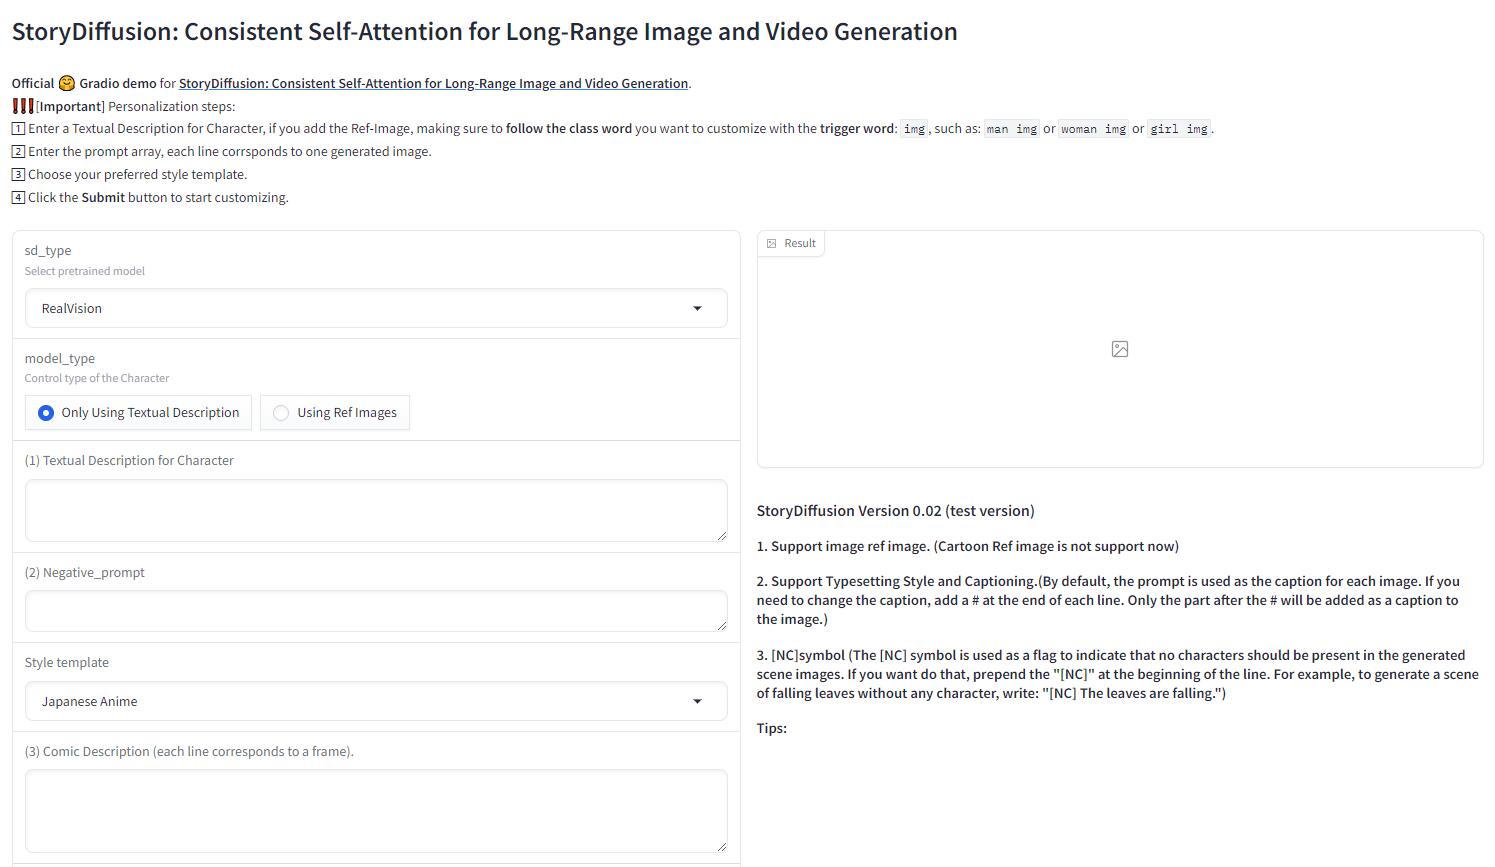 StoryDiffusion: Consistent Self-Attention for Long-Range Image and Video Generation
Official 🤗 Gradio demo for StoryDiffusion: Consistent Self-Attention for Long-Range Image and Video Generation.
❗❗❗[Important] Personalization steps:
1️⃣ Enter a Textual Description for Character, if you add the Ref-Image, making sure to follow the class word you want to customize with the trigger word: img, such as: man img or woman img or girl img.
2️⃣ Enter the prompt array, each line corrsponds to one generated image.
3️⃣ Choose your preferred style template.
4️⃣ Click the Submit button to start customizing.
sd_type
Select pretrained model
RealVision
model_type
Control type of the Character
Only Using Textual Description
Using Ref Images
(1) Textual Description for Character
(2) Negative_prompt
Style template
Japanese Anime
(3) Comic Description (each line corresponds to a frame).
Result
StoryDiffusion Version 0.02 (test version)
1. Support image ref image. (Cartoon Ref image is not support now)
2. Support Typesetting Style and Captioning.(By default, the prompt is used as the caption for each image. If you
need to change the caption, add a # at the end of each line. Only the part after the # will be added as a caption to
the image.)
3. [NC]symbol (The [NC] symbol is used as a flag to indicate that no characters should be present in the generated
scene images. If you want do that, prepend the "[NC]" at the beginning of the line. For example, to generate a scene
of falling leaves without any character, write: "[NC] The leaves are falling.")
Tips: